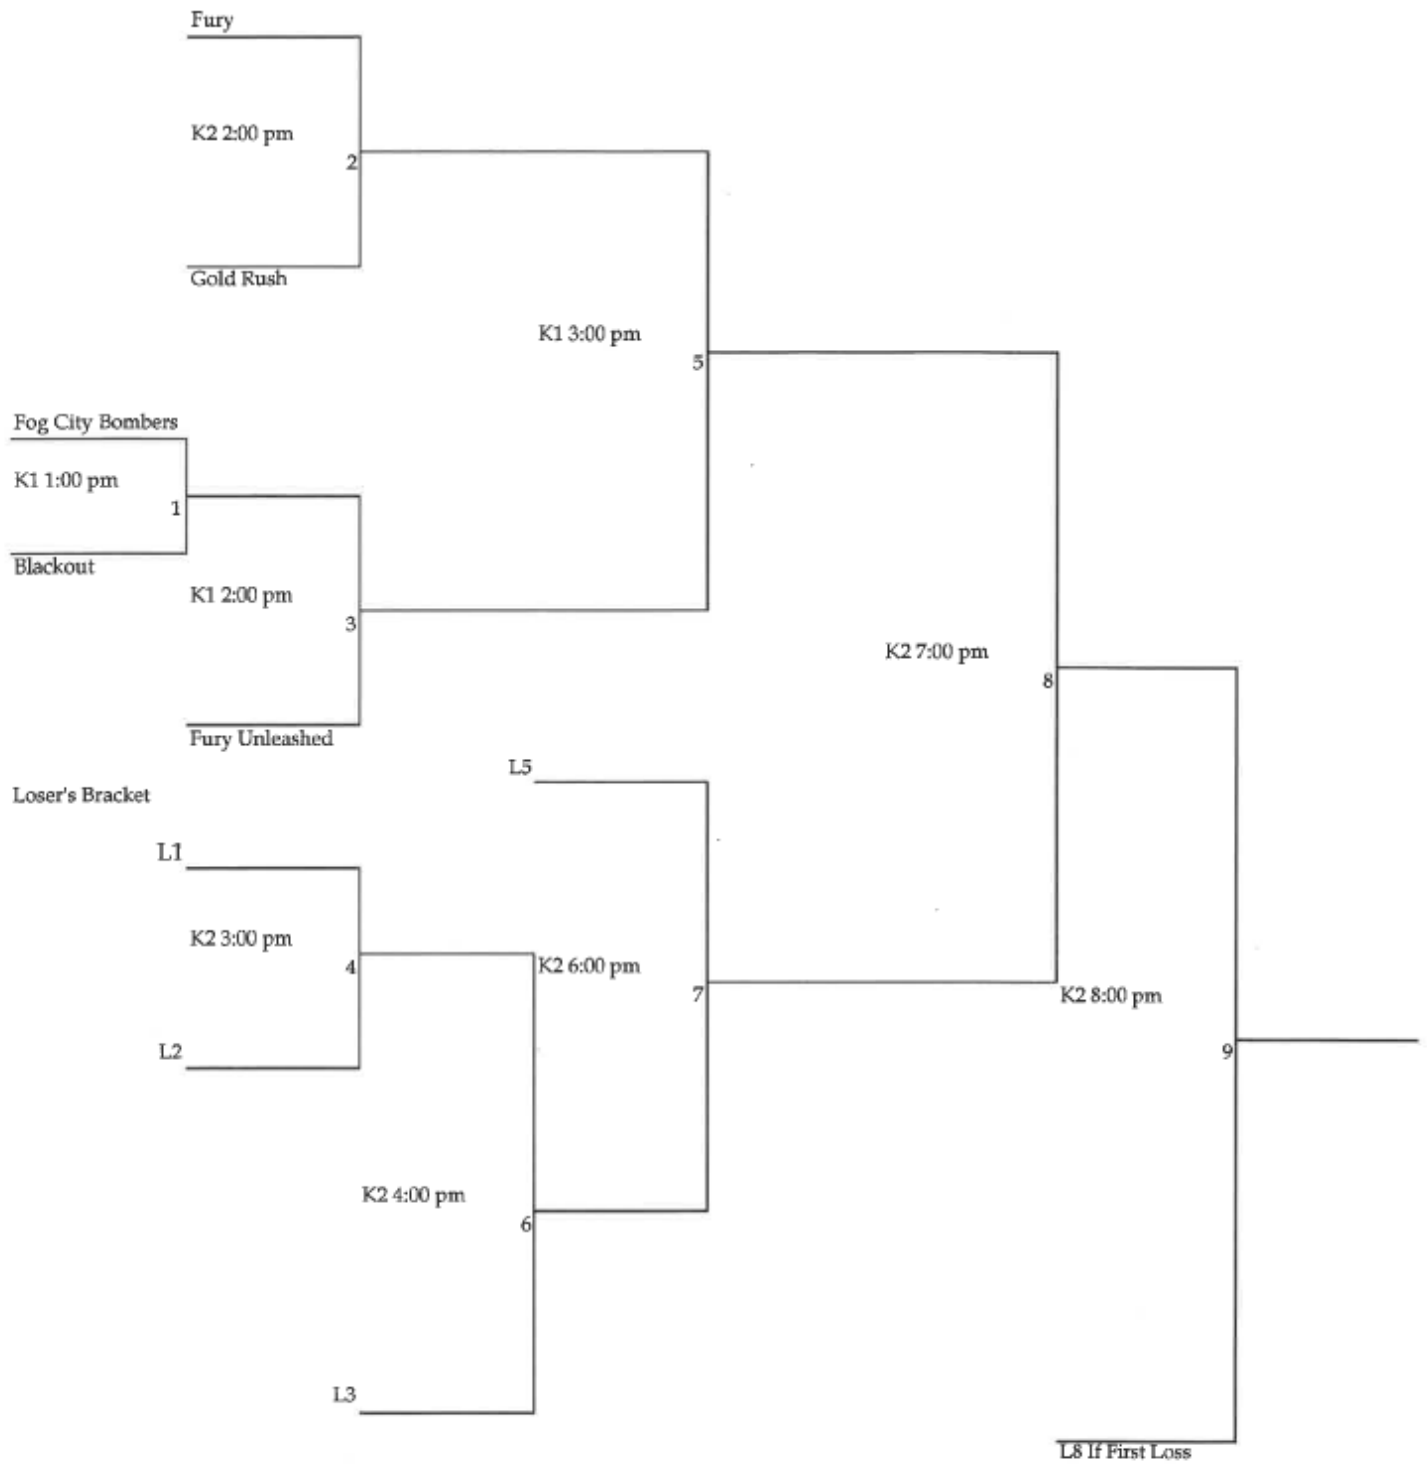 Fury
K2 2:00 pm
2
Gold Rush
K1 3:00 pm
5
Fog City Bombers
K1 1:00 pm
1
Blackout
K1 2:00 pm
3
Fury Unleashed
K2 7:00 pm
8
Loser's Bracket
L5
L1
K2 3:00 pm
4
L2
K2 6:00 pm
7
K2 8:00 pm
9
K2 4:00 pm
6
L3
L8 If First Loss